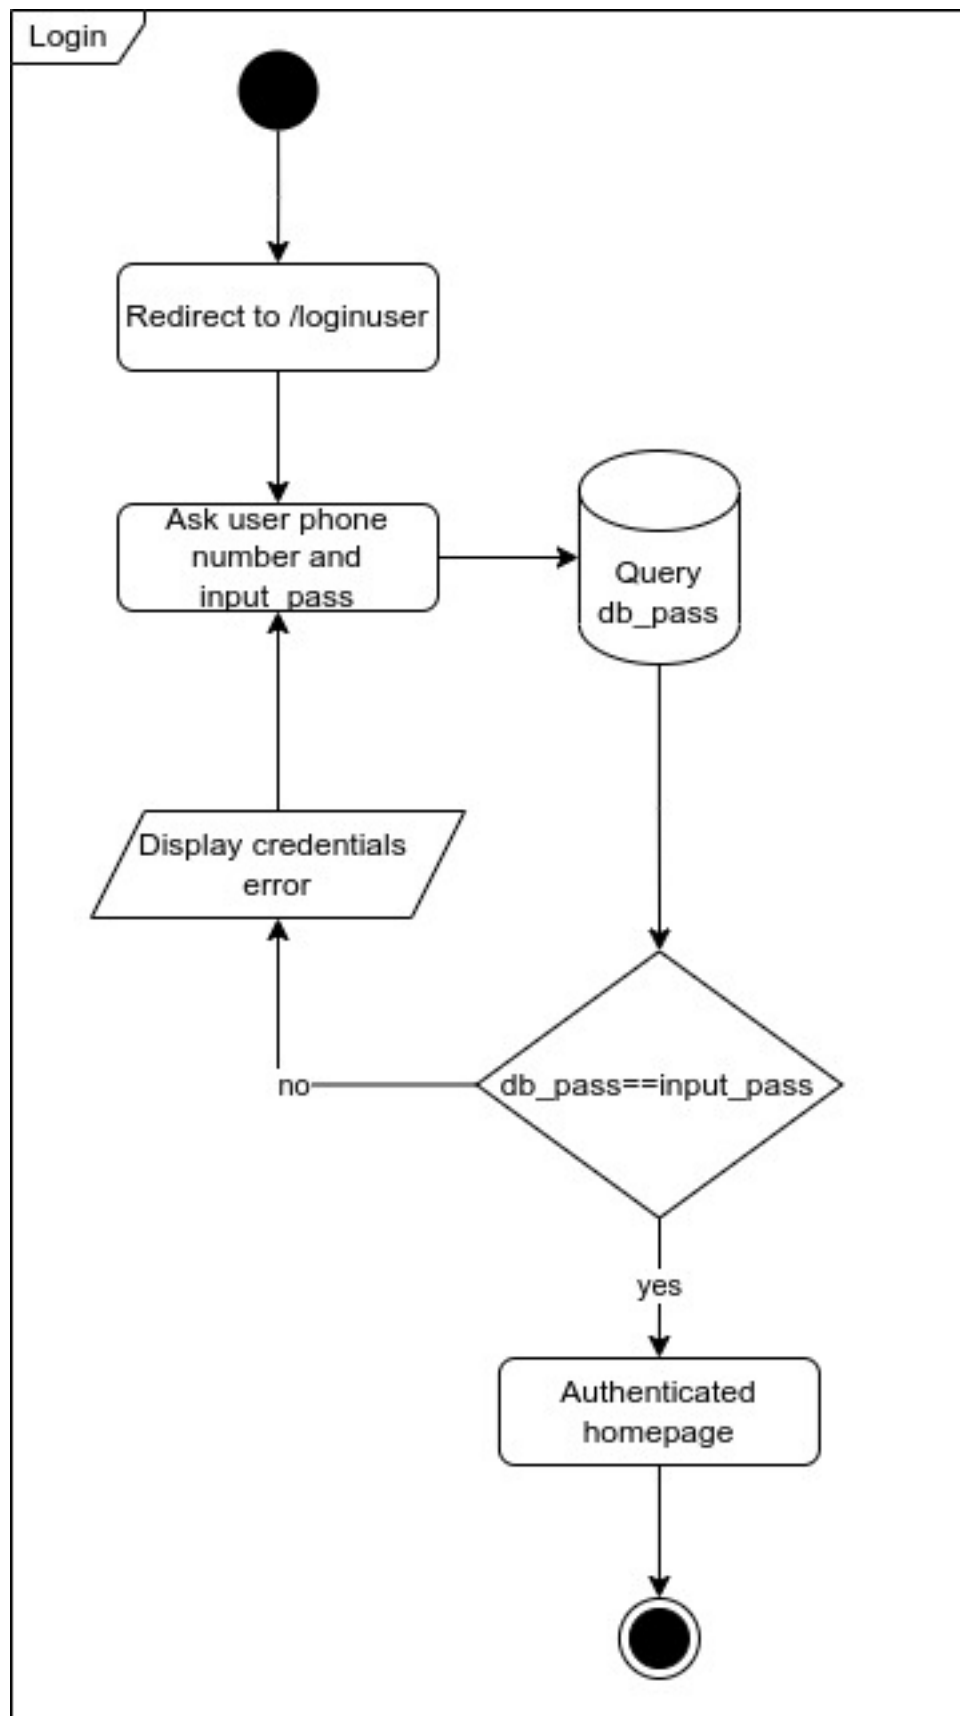 Login
Redirect to /loginuser
Ask user phone
number and
input_pass
Query
db_pass
Display credentials
error
no
db_pass==input_pass
yes
Authenticated
homepage